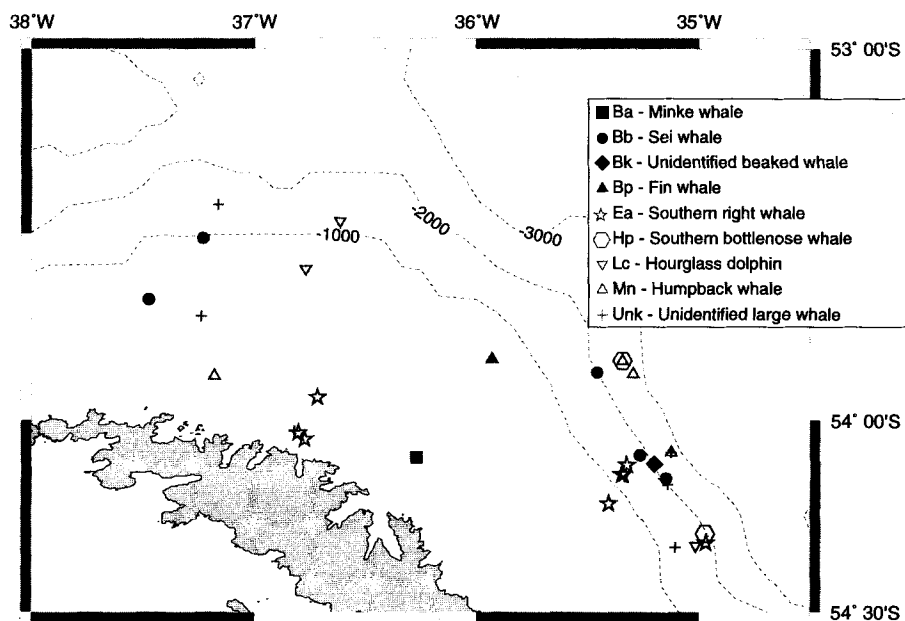 38°W 37°W 36°W 35°W
53° 00'S
Ba - Minke whale
Bb - Sei whale
Bk - Unidentified beaked whale
Bp - Fin whale
Ea - Southern right whale
Hp - Southern bottlenose whale
Lc - Hourglass dolphin
Mn - Humpback whale
Unk - Unidentified large whale
-1000
-2000
-3000
54° 00'S
54° 30'S